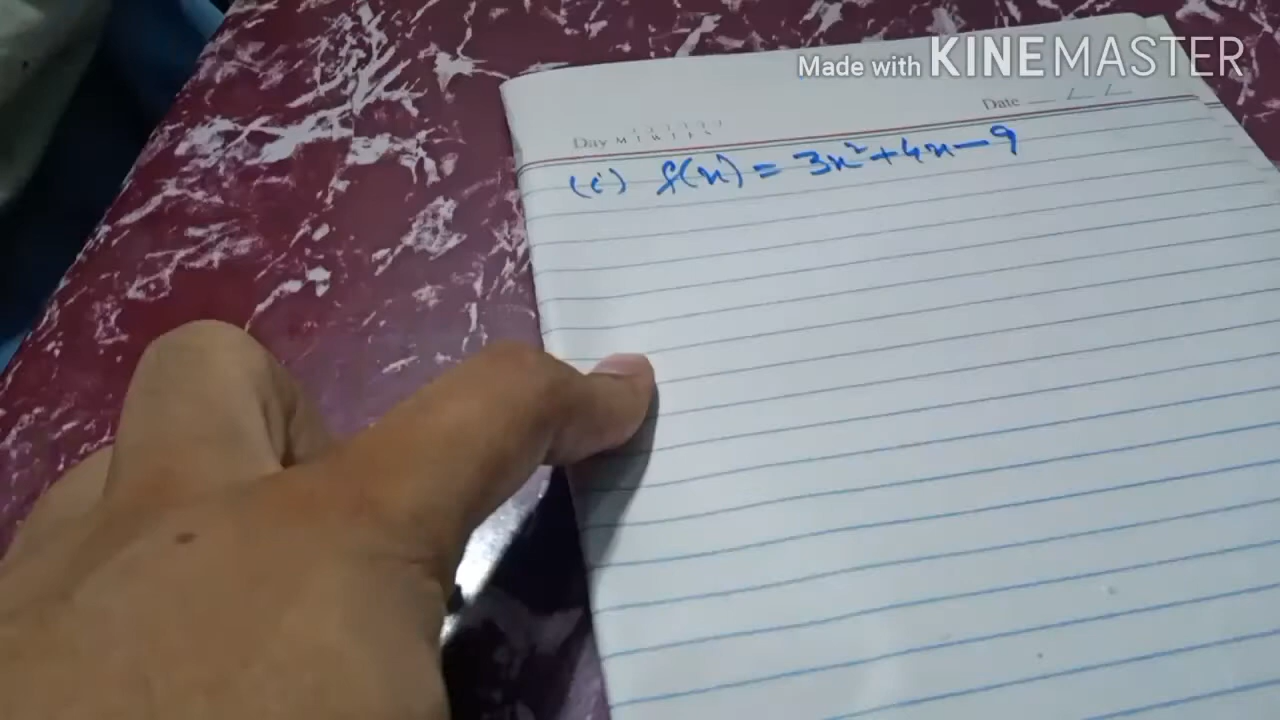 Made with KINEMASTER
Date
Day M T W T F S
(i) f(x) = 3x²+4x-9